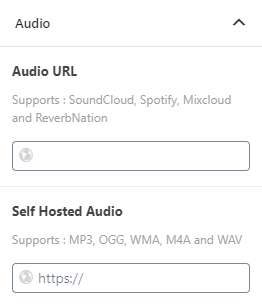 Audio
Audio URL
Supports : SoundCloud, Spotify, Mixcloud
and ReverbNation
Self Hosted Audio
Supports : MP3, OGG, WMA, M4A and WAV
https://